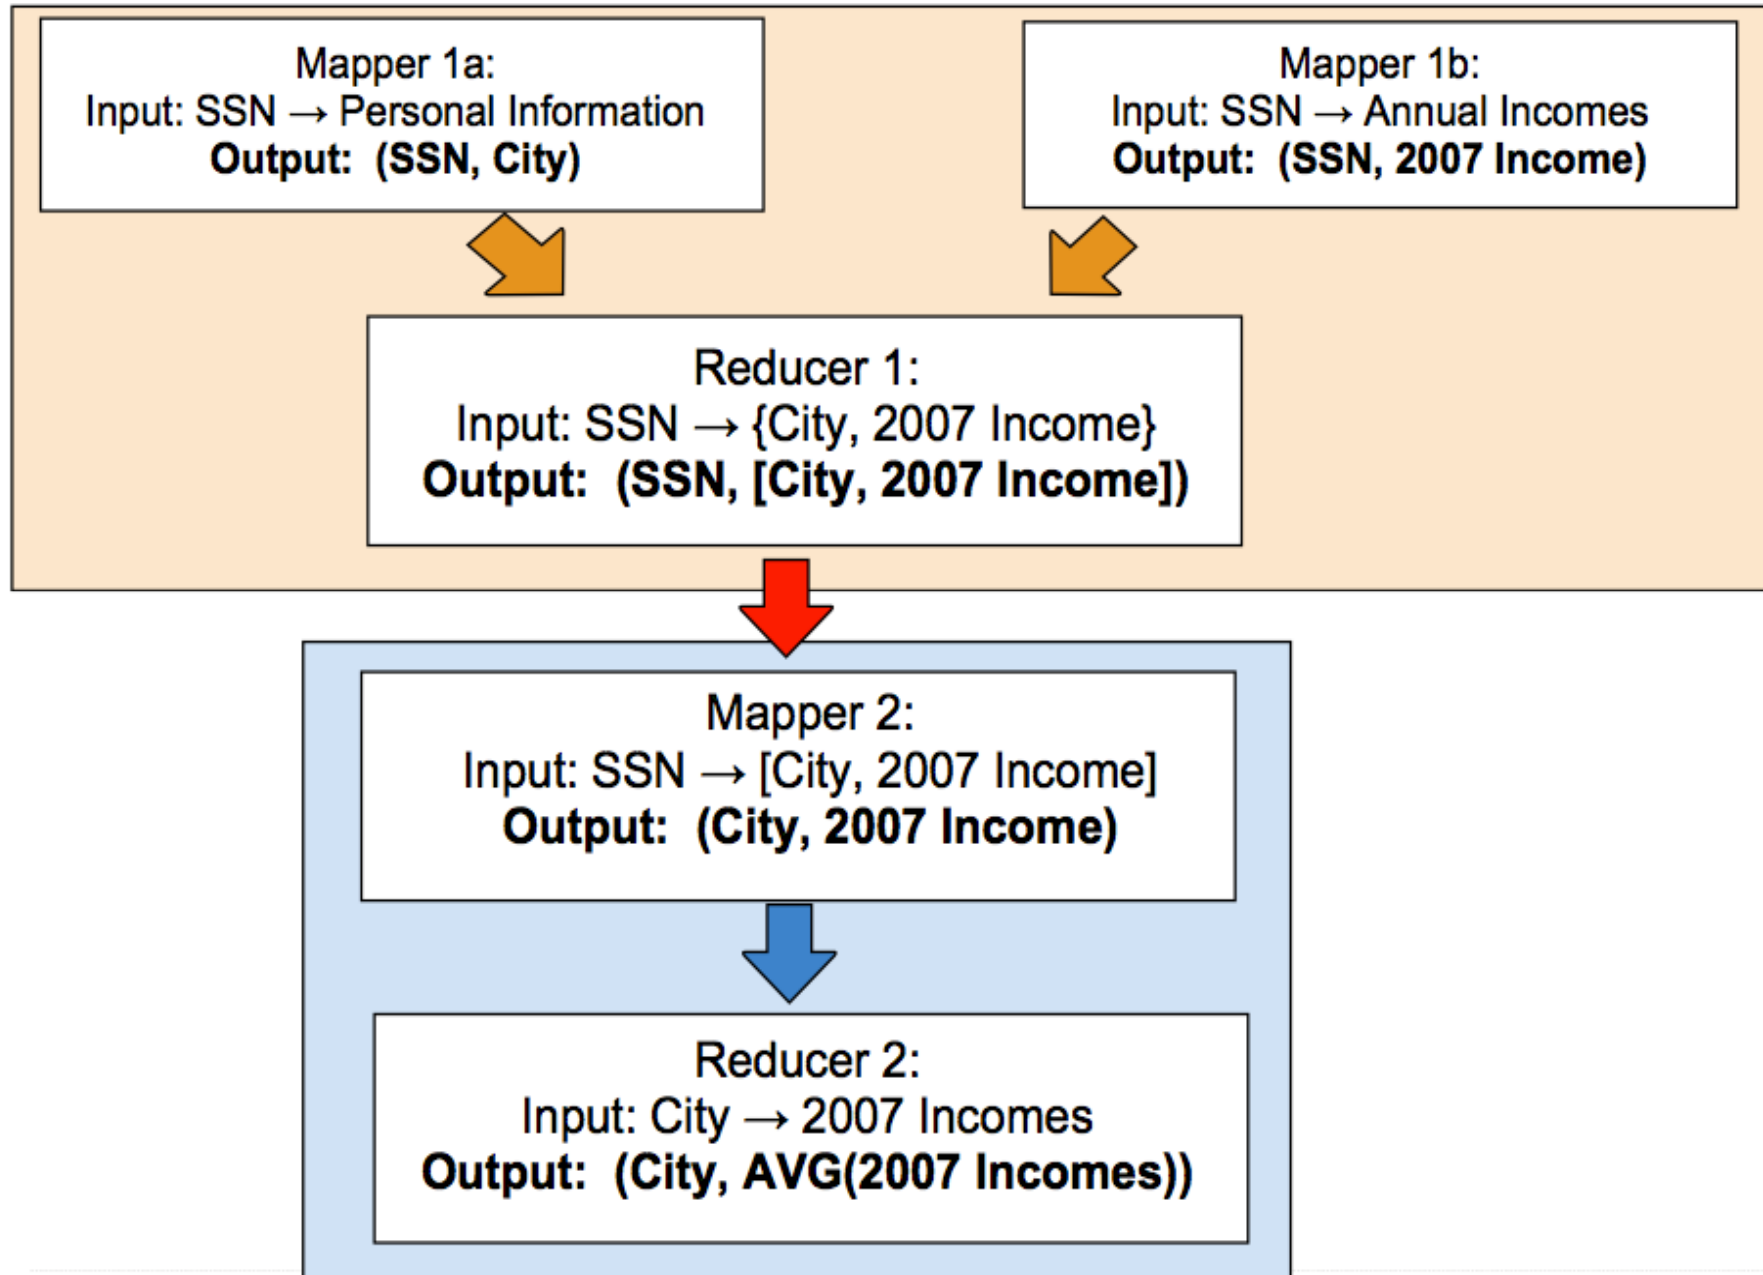 Mapper 1a:
Input: SSN → Personal Information
Output:  (SSN, City)
Mapper 1b:
Input: SSN → Annual Incomes
Output:  (SSN, 2007 Income)
Reducer 1:
Input: SSN → {City, 2007 Income}
Output:  (SSN, [City, 2007 Income])
Mapper 2:
Input: SSN → [City, 2007 Income]
Output:  (City, 2007 Income)
Reducer 2:
Input: City → 2007 Incomes
Output:  (City, AVG(2007 Incomes))